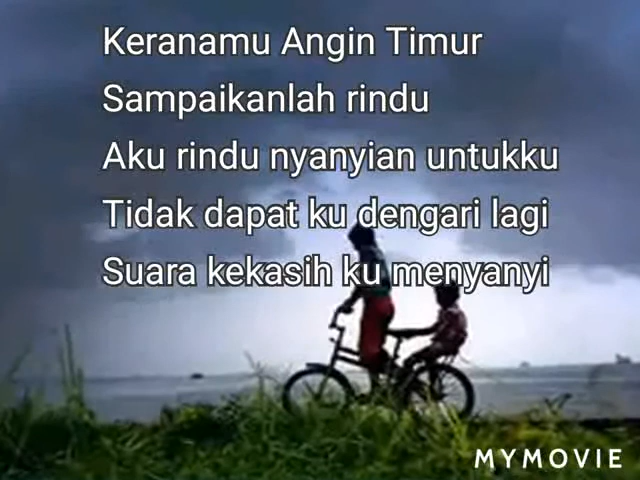 Keranamu Angin Timur
Sampaikanlah rindu
Aku rindu nyanyian untukku
Tidak dapat ku dengari lagi
Suara kekasih ku menyanyi
MYMOVIE